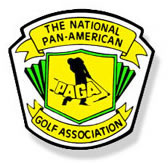 THE NATIONAL
PAN-AMERICAN
PAGA
GOLF ASSOCIATION